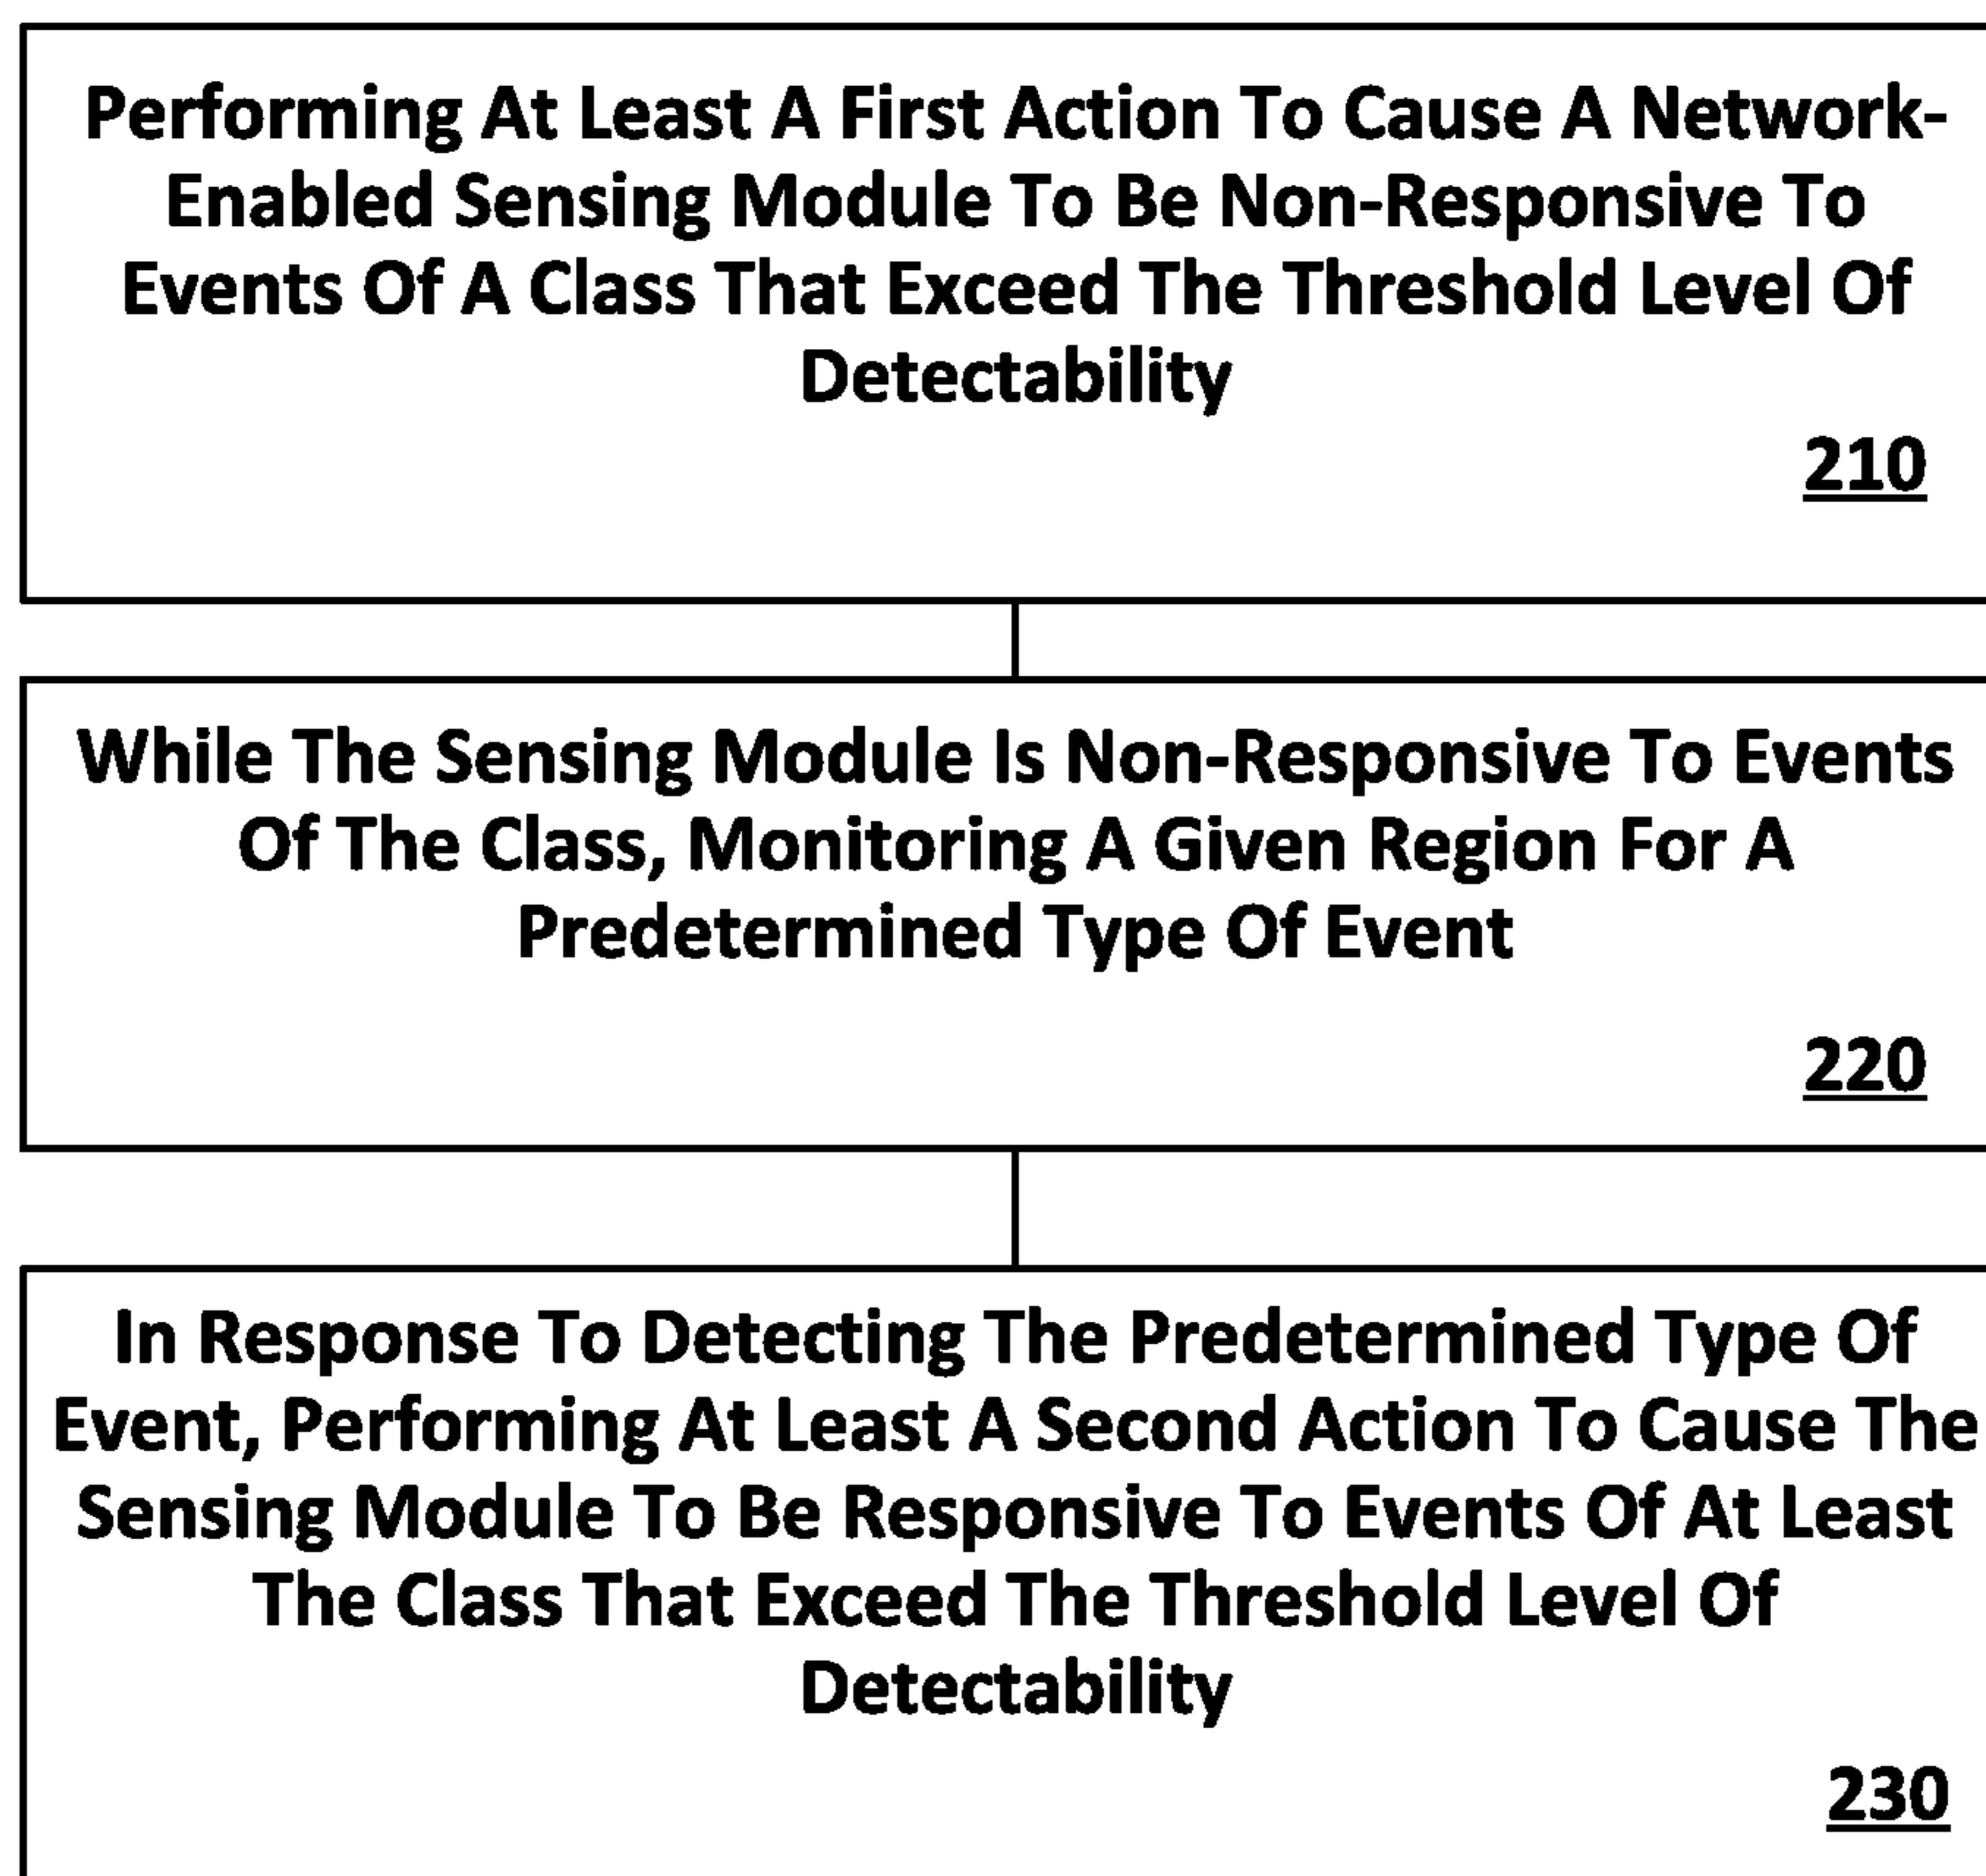 Performing At Least A First Action To Cause A Network-
Enabled Sensing Module To Be Non-Responsive To
Events Of A Class That Exceed The Threshold Level Of
Detectability
210
While The Sensing Module Is Non-Responsive To Events
Of The Class, Monitoring A Given Region For A
Predetermined Type Of Event
220
In Response To Detecting The Predetermined Type Of
Event, Performing At Least A Second Action To Cause The
Sensing Module To Be Responsive To Events Of At Least
The Class That Exceed The Threshold Level Of
Detectability
230